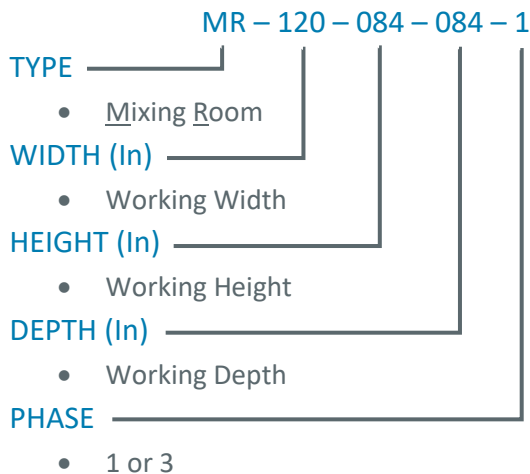 MR – 120 – 084 – 084 – 1
TYPE
• Mixing Room
WIDTH (In)
• Working Width
HEIGHT (In)
• Working Height
DEPTH (In)
• Working Depth
PHASE
• 1 or 3